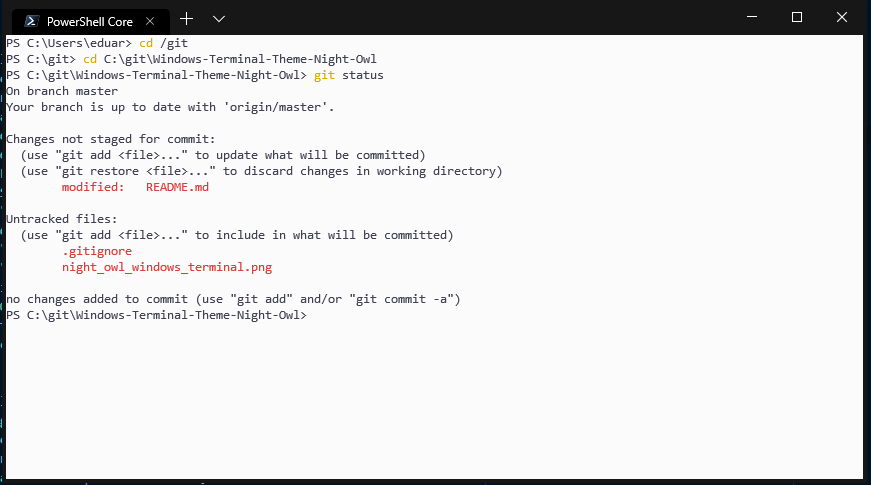 PowerShell Core
PS C:\Users\eduar> cd /git
PS C:\git> cd C:\git\Windows-Terminal-Theme-Night-Owl
PS C:\git\Windows-Terminal-Theme-Night-Owl> git status
On branch master
Your branch is up to date with 'origin/master'.
Changes not staged for commit:
  (use "git add <file>..." to update what will be committed)
  (use "git restore <file>..." to discard changes in working directory)
        modified:   README.md
Untracked files:
  (use "git add <file>..." to include in what will be committed)
        .gitignore
        night_owl_windows_terminal.png
no changes added to commit (use "git add" and/or "git commit -a")
PS C:\git\Windows-Terminal-Theme-Night-Owl>